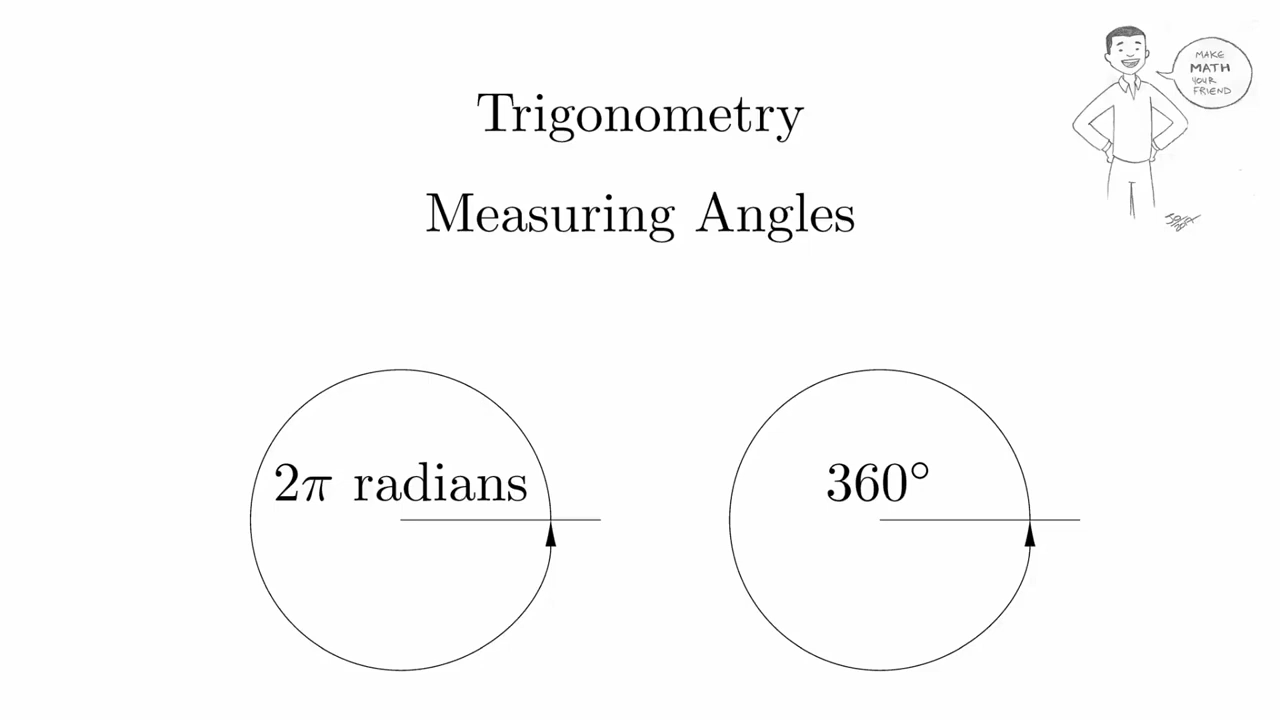 Trigonometry
Measuring Angles
MAKE
MATH
YOUR
FRIEND
2π radians
360°